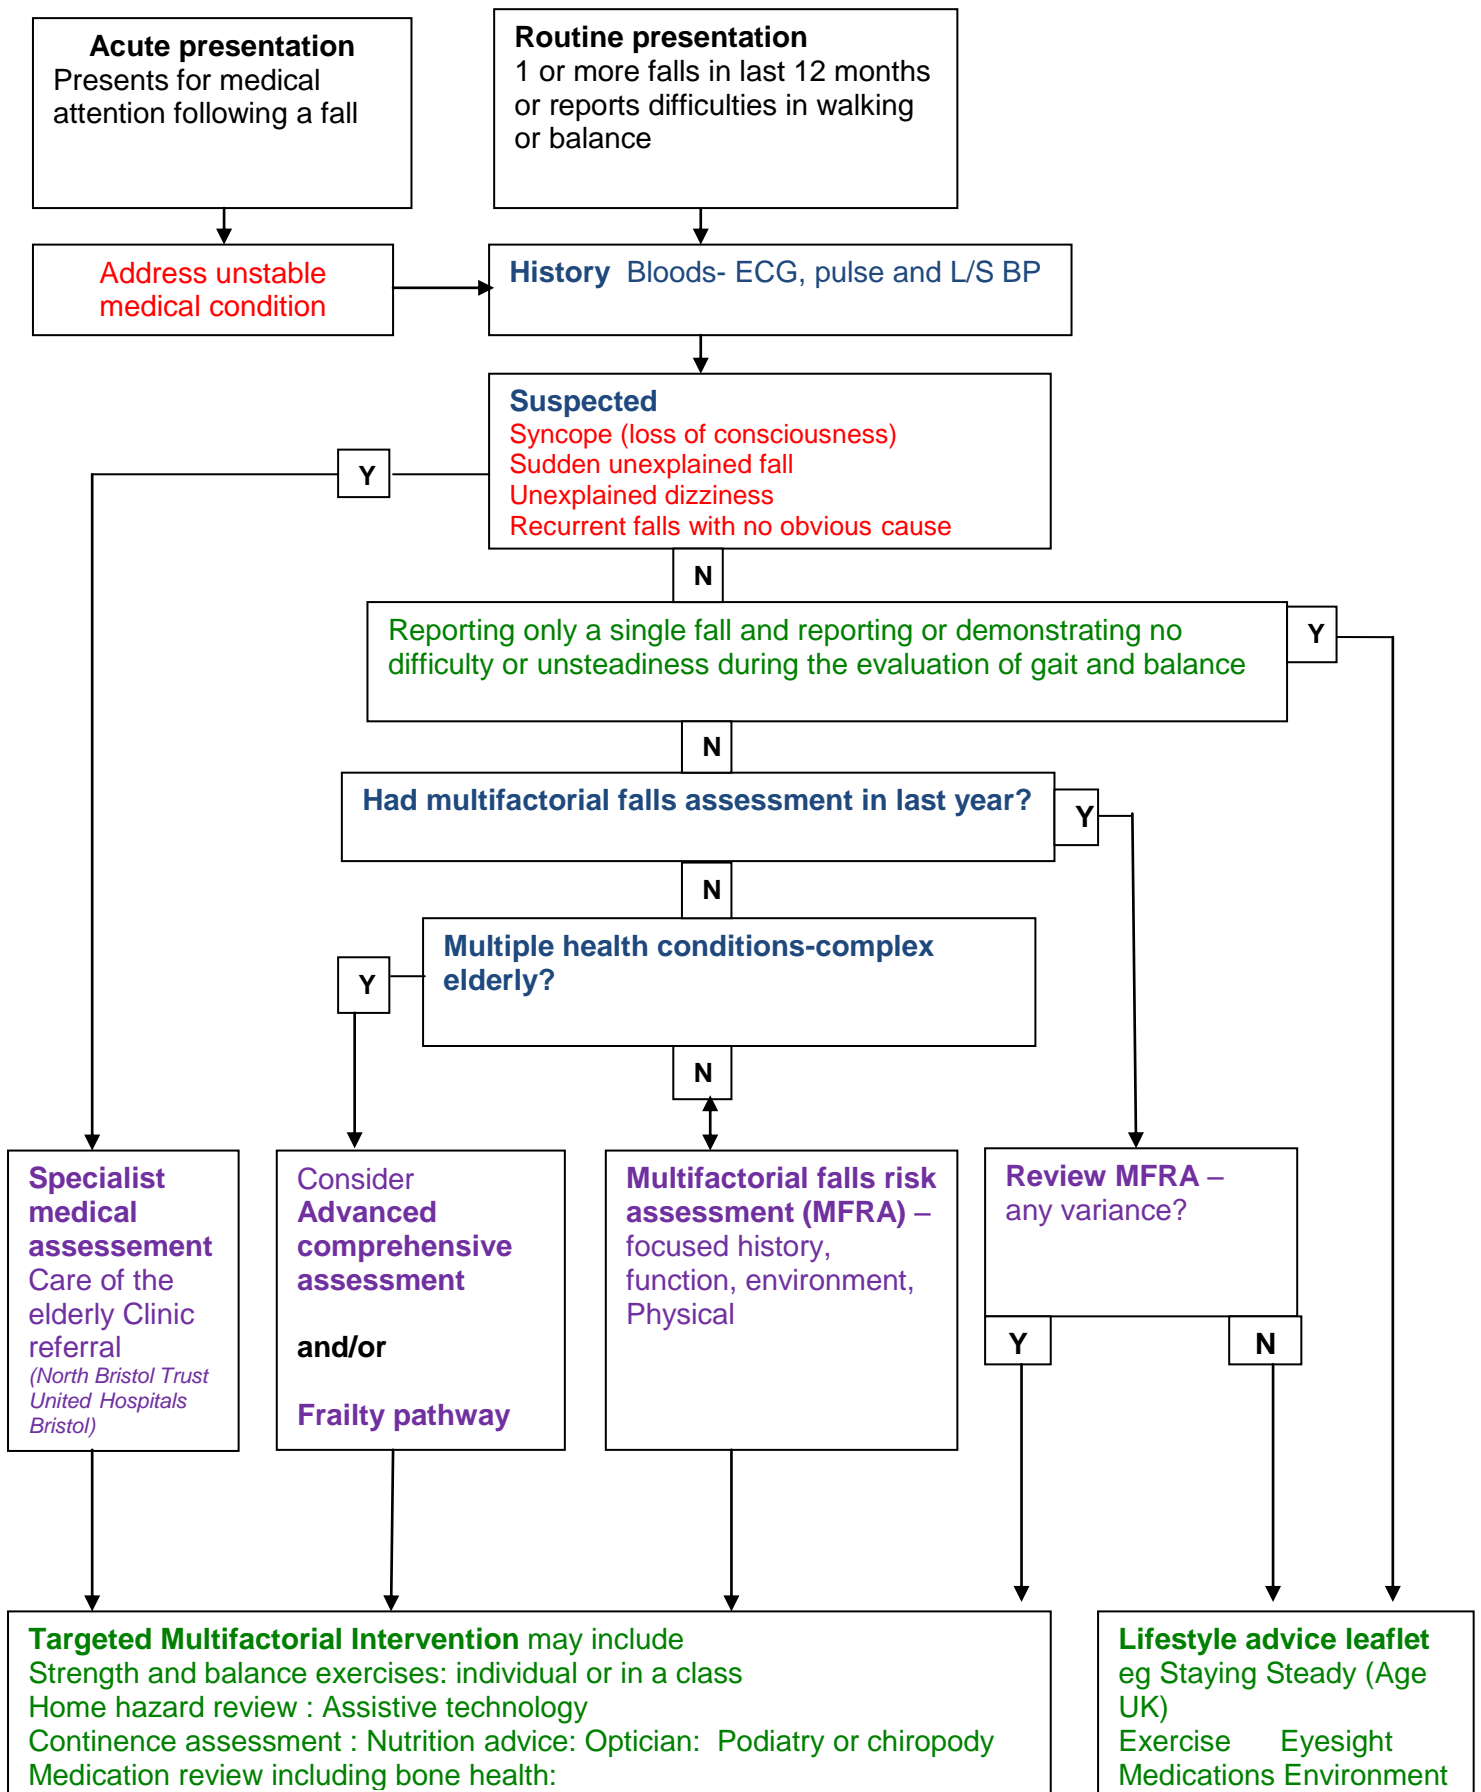 Acute presentation
Presents for medical
attention following a fall
Routine presentation
1 or more falls in last 12 months
or reports difficulties in walking
or balance
Address unstable
medical condition
History Bloods- ECG, pulse and L/S BP
Suspected
Syncope (loss of consciousness)
Sudden unexplained fall
Unexplained dizziness
Recurrent falls with no obvious cause
Y
N
Reporting only a single fall and reporting or demonstrating no
difficulty or unsteadiness during the evaluation of gait and balance
Y
N
Had multifactorial falls assessment in last year?
Y
N
Multiple health conditions-complex
elderly?
Y
N
Specialist
medical
assessement
Care of the
elderly Clinic
referral
(North Bristol Trust
United Hospitals
Bristol)
Consider
Advanced
comprehensive
assessment
and/or
Frailty pathway
Multifactorial falls risk
assessment (MFRA) –
focused history,
function, environment,
Physical
Review MFRA –
any variance?
Y
N
Targeted Multifactorial Intervention may include
Strength and balance exercises: individual or in a class
Home hazard review : Assistive technology
Continence assessment : Nutrition advice: Optician: Podiatry or chiropody
Medication review including bone health:
Lifestyle advice leaflet
eg Staying Steady (Age
UK)
Exercise Eyesight
Medications Environment